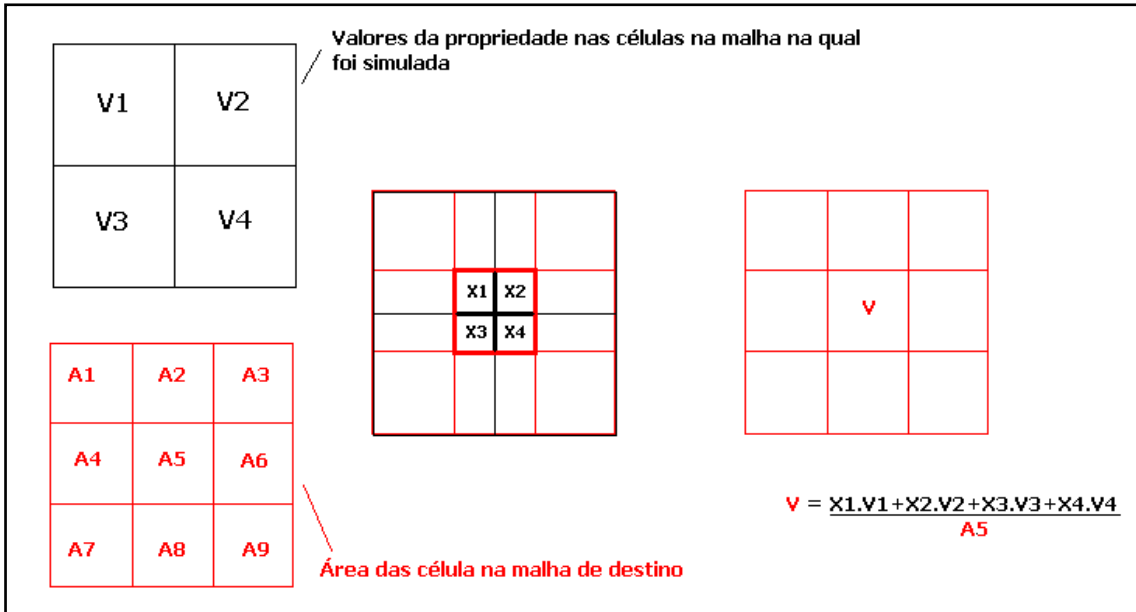 Valores da propriedade nas células na malha na qual
foi simulada
V1 V2
V3 V4
X1 X2
X3 X4
V
A1 A2 A3
A4 A5 A6
A7 A8 A9
Área das célula na malha de destino
V = X1.V1+X2.V2+X3.V3+X4.V4
A5